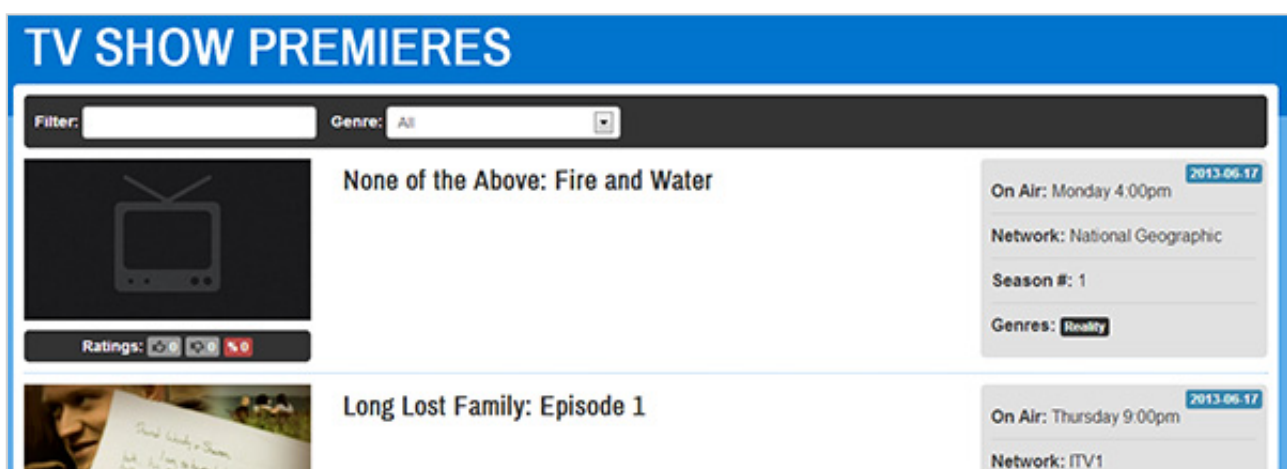 TV SHOW PREMIERES
Filter:
Genre: All
None of the Above: Fire and Water
2013-06-17
On Air: Monday 4:00pm
Network: National Geographic
Season #: 1
Genres: Reality
Ratings: 0 0 % 0
Long Lost Family: Episode 1
2013-06-17
On Air: Thursday 9:00pm
Network: ITV1